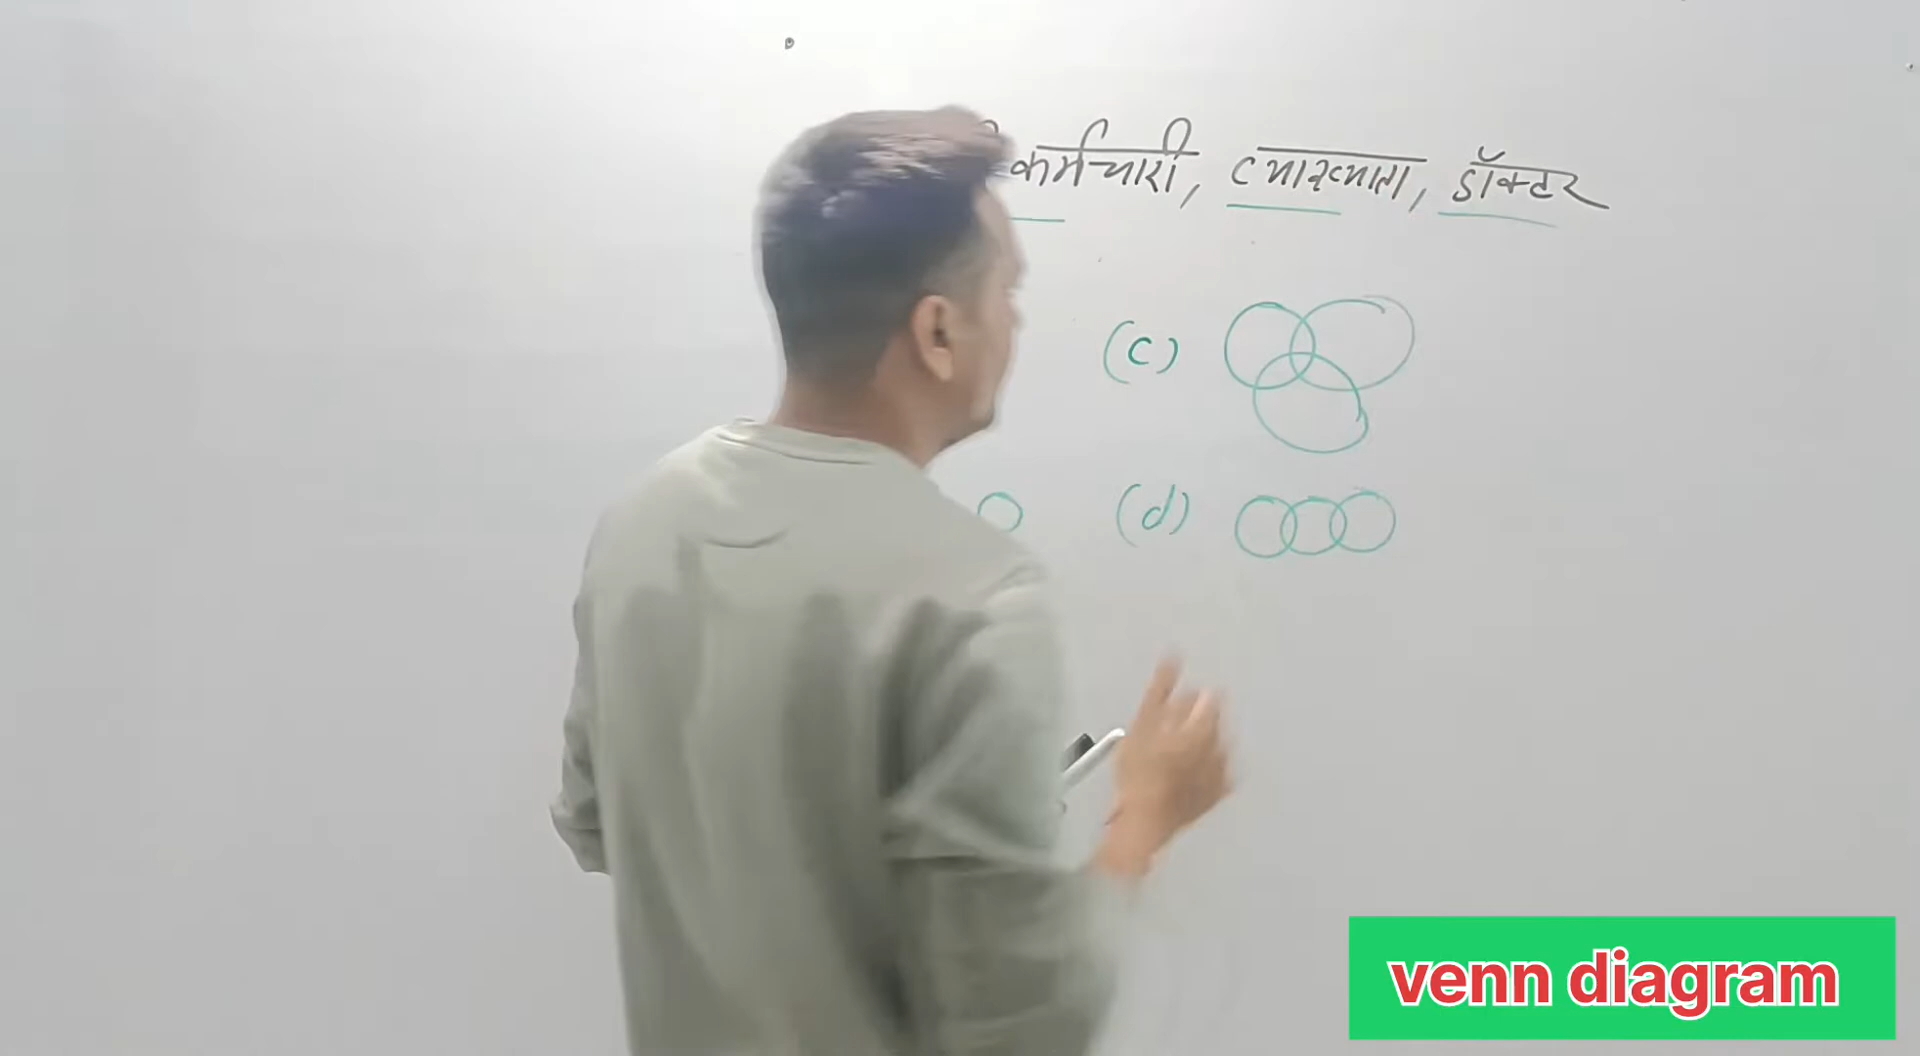 कर्मचारी, व्याख्याता, डॉक्टर
(c)
(d)
venn diagram